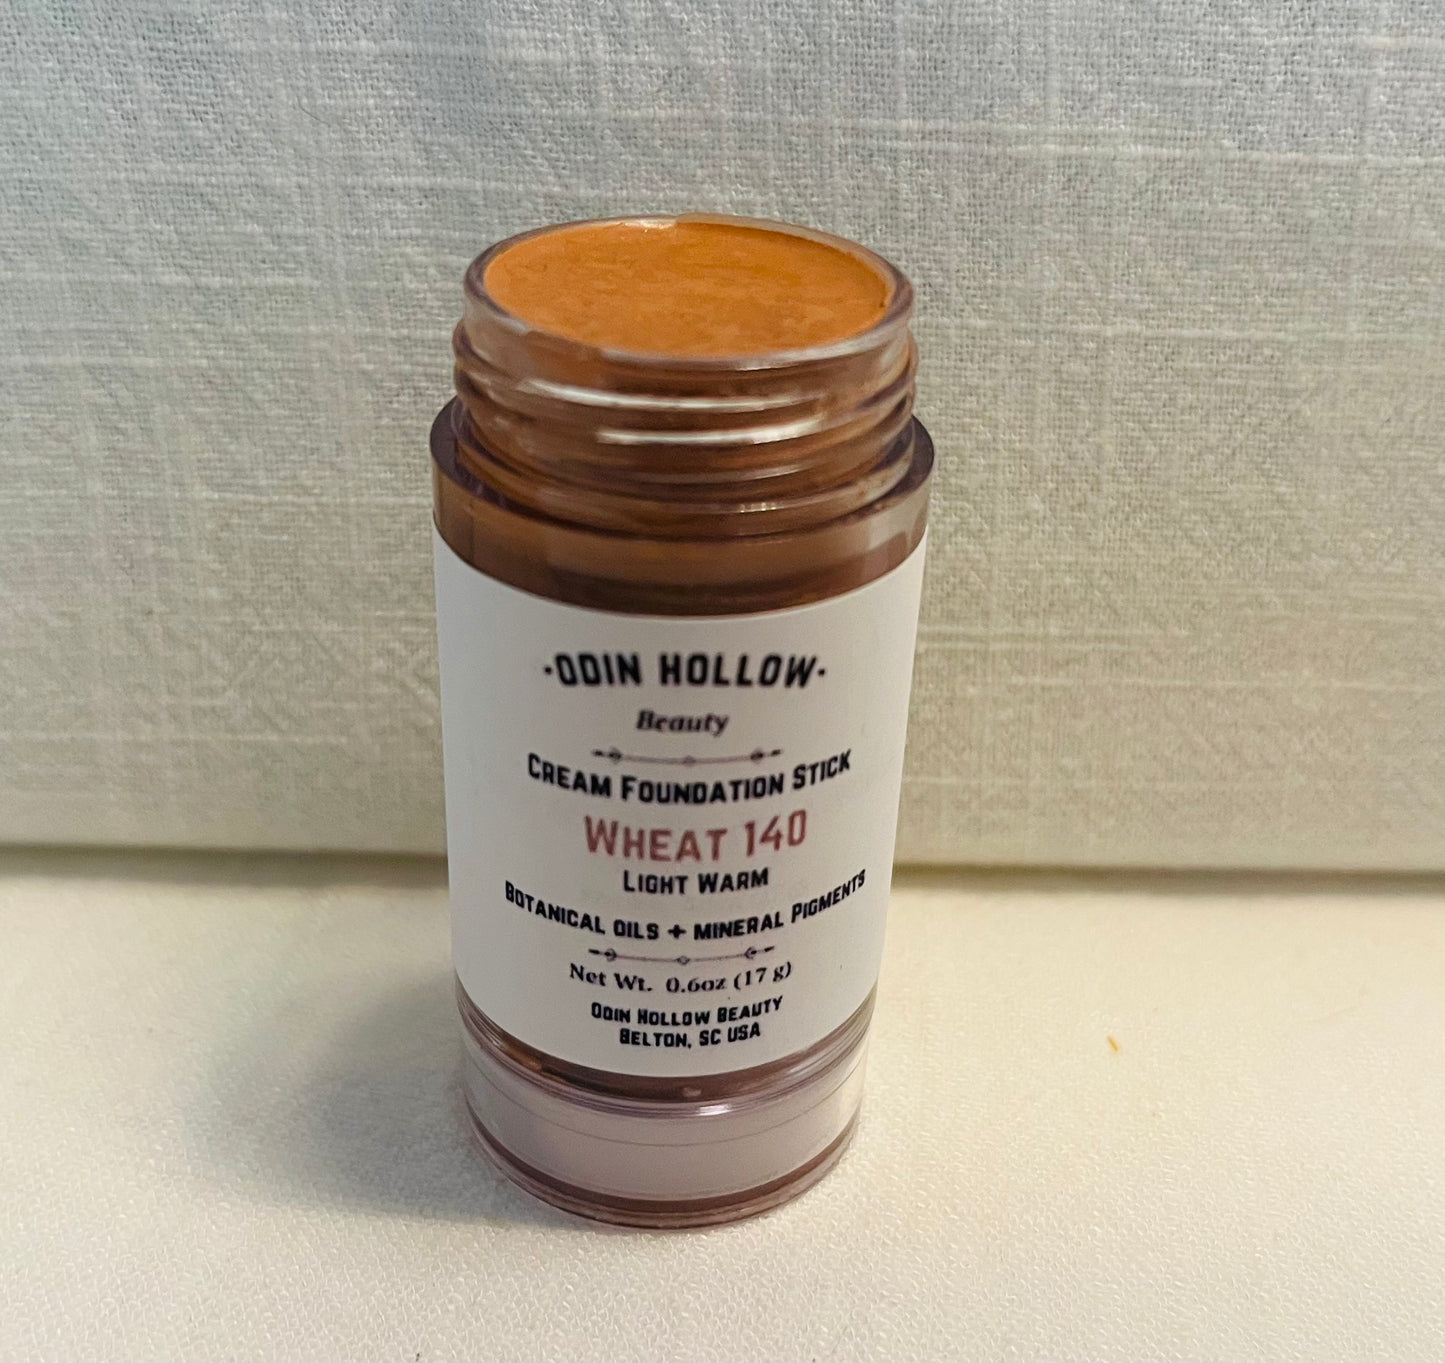 ·ODIN HOLLOW·
Beauty
CREAM FOUNDATION STICK
WHEAT 140
LIGHT WARM
BOTANICAL OILS + MINERAL PIGMENTS
Net Wt. 0.6oz (17 g)
ODIN HOLLOW BEAUTY
BELTON, SC USA